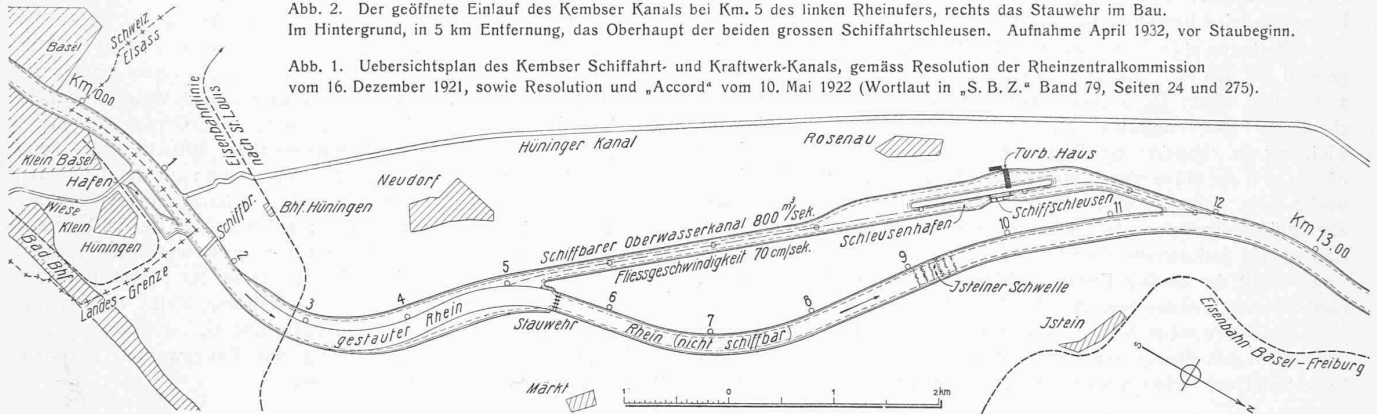 Abb. 2. Der geöffnete Einlauf des Kembser Kanals bei Km. 5 des linken Rheinufers, rechts das Stauwehr im Bau.
Im Hintergrund, in 5 km Entfernung, das Oberhaupt der beiden grossen Schiffahrtschleusen. Aufnahme April 1932, vor Staubeginn.
Abb. 1. Uebersichtsplan des Kembser Schiffahrt- und Kraftwerk-Kanals, gemäss Resolution der Rheinzentralkommission
vom 16. Dezember 1921, sowie Resolution und „Accord“ vom 10. Mai 1922 (Wortlaut in „S. B. Z.“ Band 79, Seiten 24 und 275).
Basel
Schweiz
Elsass
Km 0.00
Eisenbahnlinie
nach St. Louis
Klein Basel
Hafen
Wiese
Klein
Hüningen
Bad. Bhf.
Landes-Grenze
Schiffbr.
Bhf. Hüningen
Neudorf
Hüninger Kanal
Rosenau
Turb. Haus
Schiffbarer Oberwasserkanal 800 m³/sek.
Fliessgeschwindigkeit 70 cm/sek.
Schleusenhafen
Schiffschleusen
1
2
3
4
5
6
7
8
9
10
11
12
Km 13.00
gestauter Rhein
Stauwehr
Rhein (nicht schiffbar)
Jsteiner Schwelle
Jstein
Eisenbahn Basel-Freiburg
Märkt
1 0 1 2 km
S
N